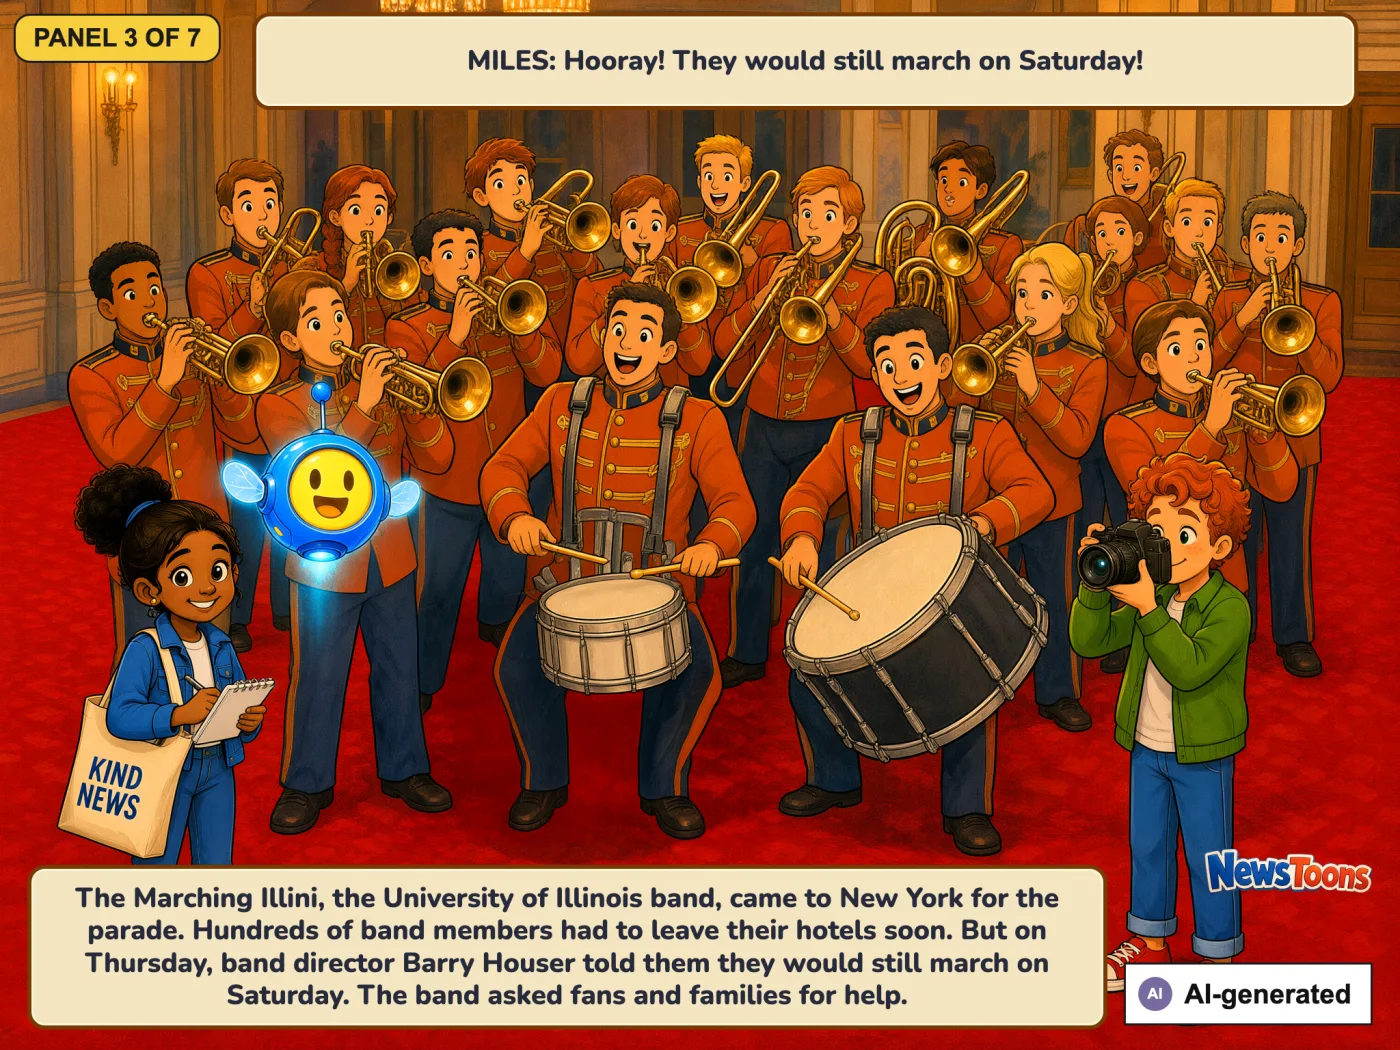 PANEL 3 OF 7
MILES: Hooray! They would still march on Saturday!
KIND
NEWS
The Marching Illini, the University of Illinois band, came to New York for the
parade. Hundreds of band members had to leave their hotels soon. But on
Thursday, band director Barry Houser told them they would still march on
Saturday. The band asked fans and families for help.
NewsToons
AI AI-generated